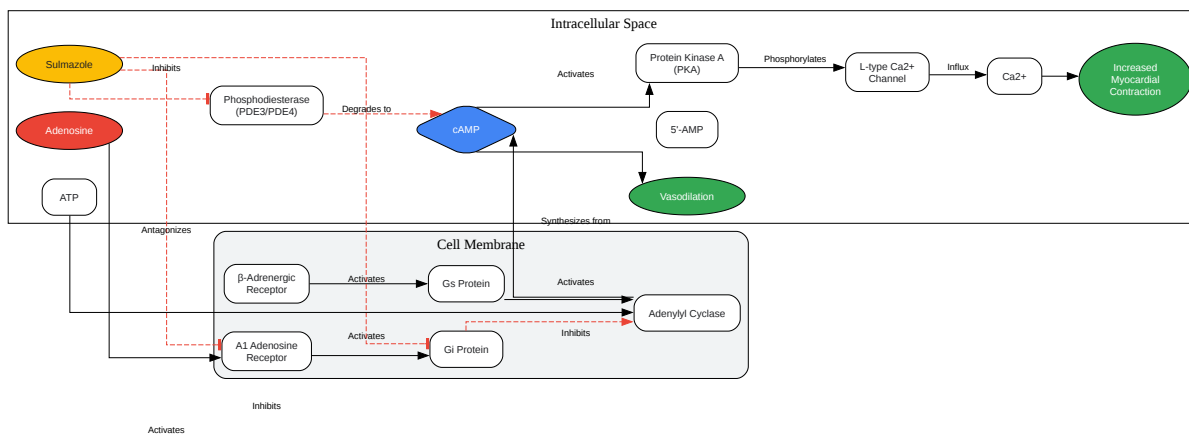 Intracellular Space
Sulmazole
Inhibits
Phosphodiesterase
(PDE3/PDE4)
Degrades to
Adenosine
cAMP
Activates
Protein Kinase A
(PKA)
Phosphorylates
L-type Ca2+
Channel
Influx
Ca2+
Increased
Myocardial
Contraction
5'-AMP
ATP
Vasodilation
Antagonizes
Synthesizes from
Cell Membrane
β-Adrenergic
Receptor
Activates
Gs Protein
Activates
Adenylyl Cyclase
A1 Adenosine
Receptor
Activates
Gi Protein
Inhibits
Inhibits
Activates